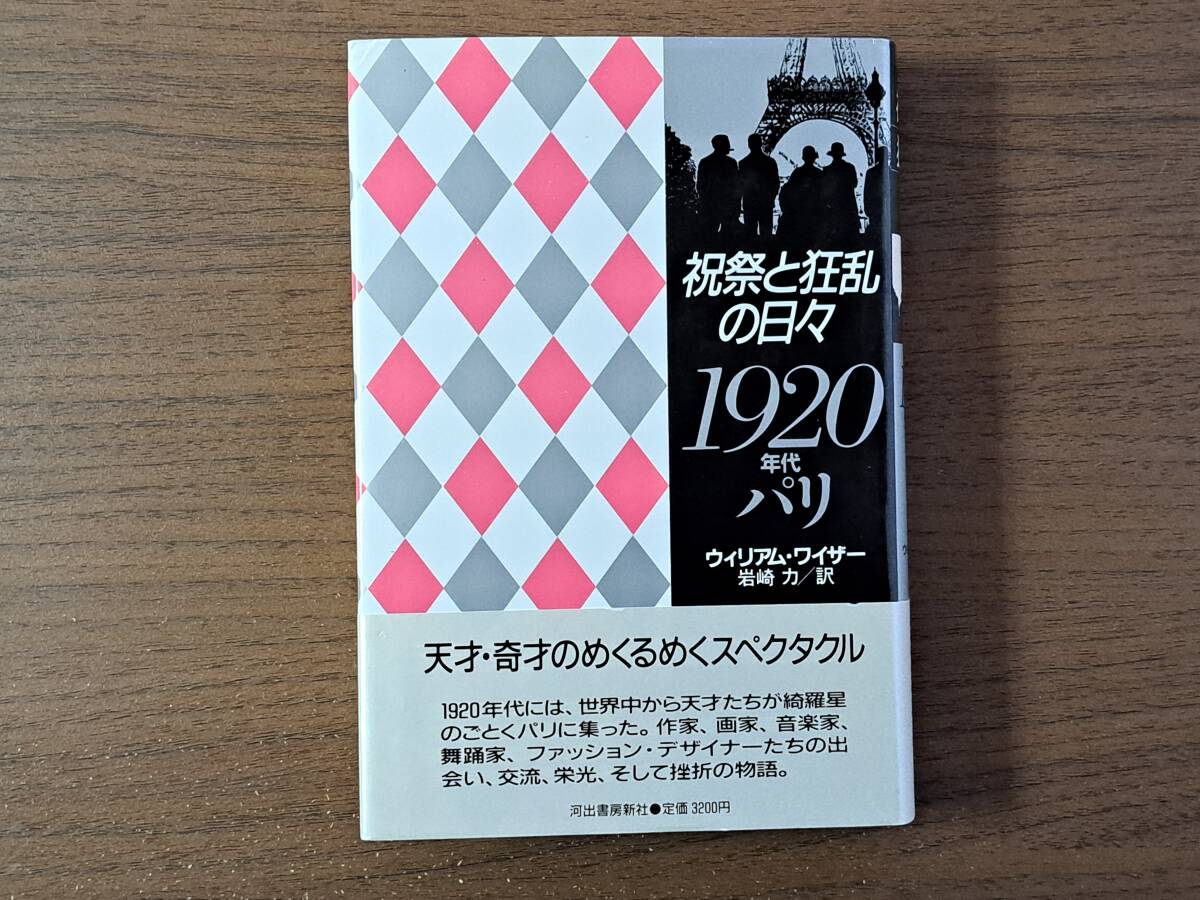 祝祭と狂乱
の日々
1920
年代
パリ
ウィリアム・ワイザー
岩崎 力／訳
天才・奇才のめくるめくスペクタクル
1920年代には、世界中から天才たちが綺羅星
のごとくパリに集った。作家、画家、音楽家、
舞踊家、ファッション・デザイナーたちの出
会い、交流、栄光、そして挫折の物語。
河出書房新社●定価 3200円